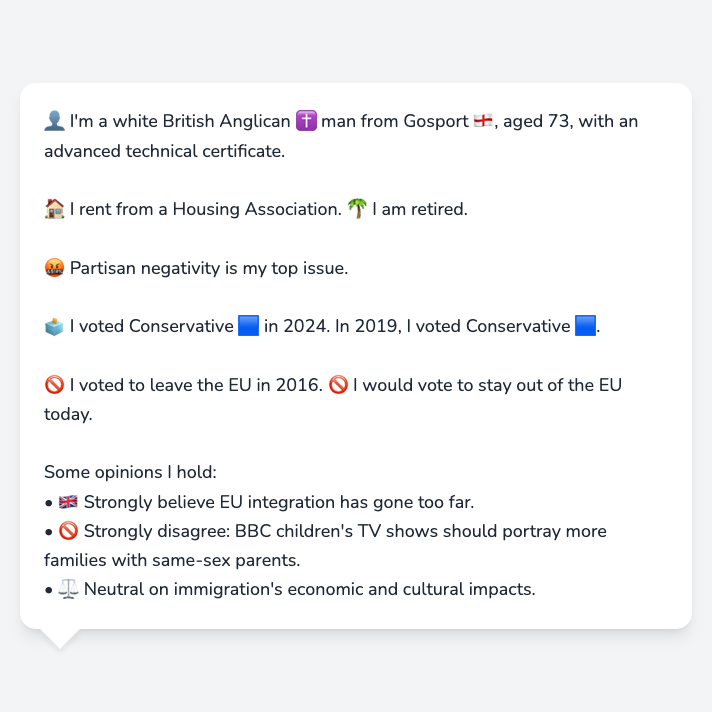 👤 I'm a white British Anglican ✝️ man from Gosport 🏴󠁧󠁢󠁥󠁮󠁧󠁿, aged 73, with an
advanced technical certificate.
🏠 I rent from a Housing Association. 🌴 I am retired.
🤬 Partisan negativity is my top issue.
🗳️ I voted Conservative 🟦 in 2024. In 2019, I voted Conservative 🟦.
🚫 I voted to leave the EU in 2016. 🚫 I would vote to stay out of the EU
today.
Some opinions I hold:
• 🇬🇧 Strongly believe EU integration has gone too far.
• 🚫 Strongly disagree: BBC children's TV shows should portray more
families with same-sex parents.
• ⚖️ Neutral on immigration's economic and cultural impacts.